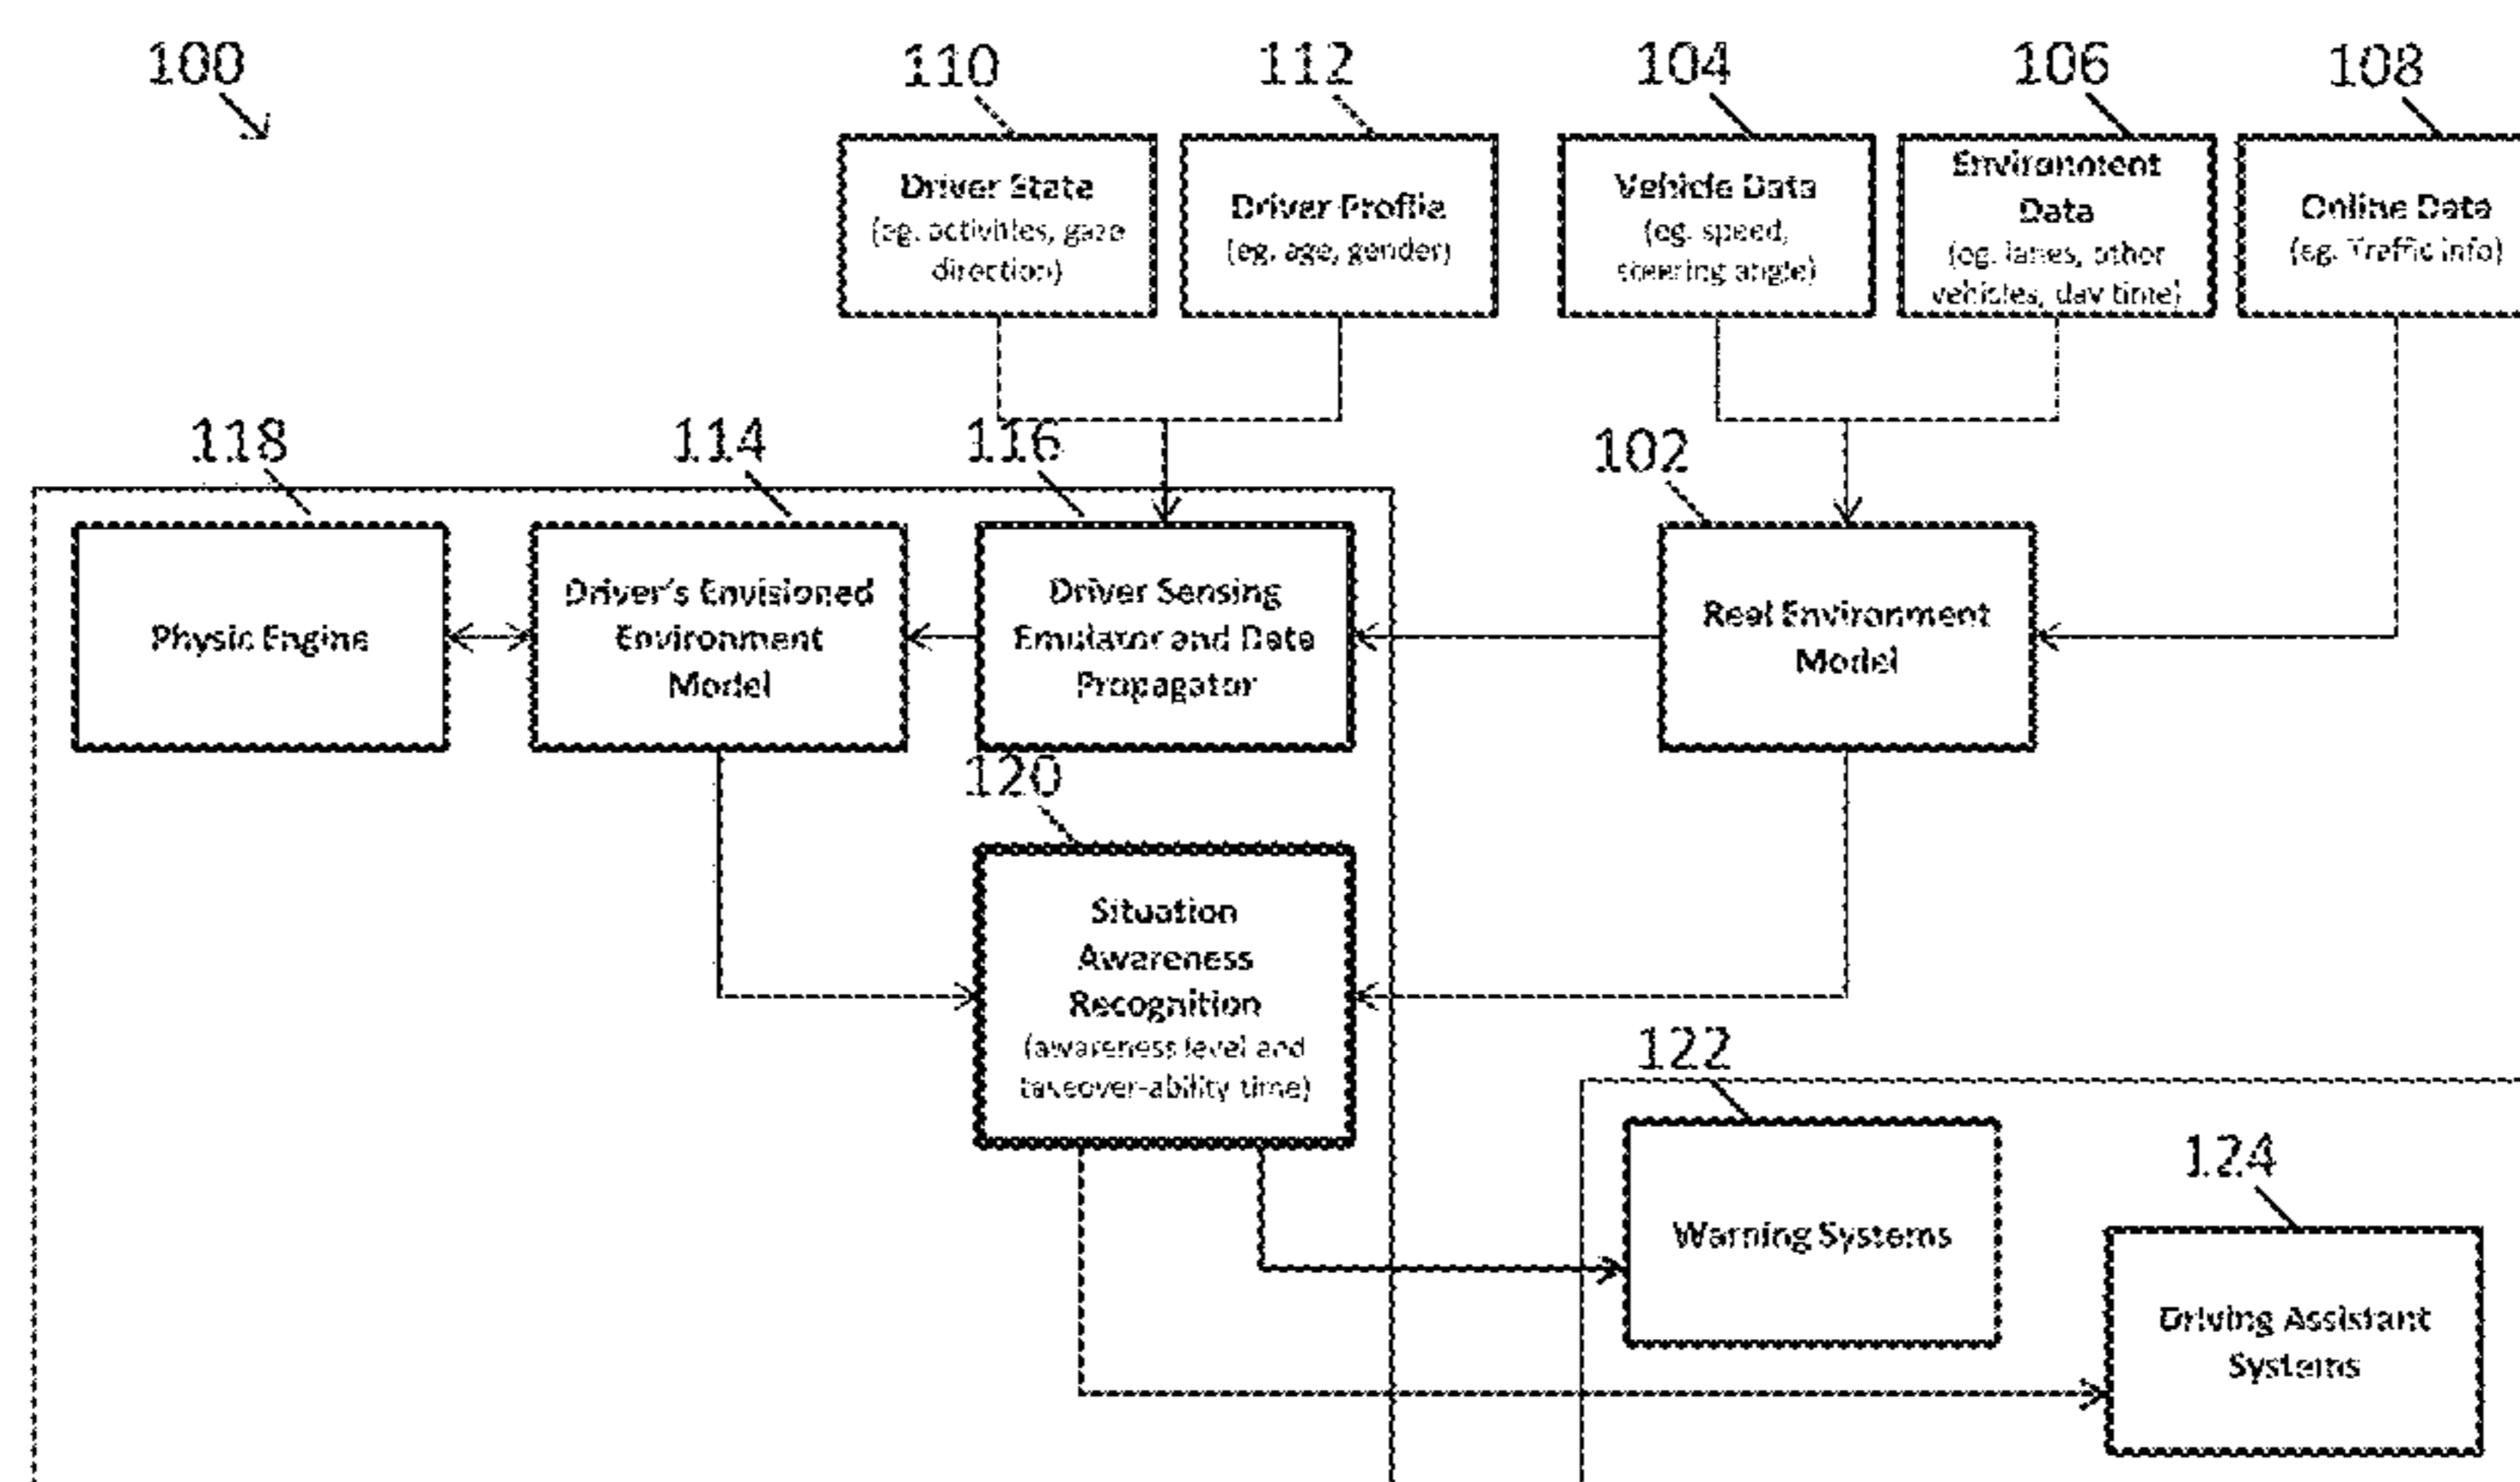 100
110
112
104
106
108
Driver State
(eg. activities, gaze
direction)
Driver Profile
(eg. age, gender)
Vehicle Data
(eg. speed,
steering angle)
Environment
Data
(eg. lanes, other
vehicles, day time)
Online Data
(eg. Traffic info)
118
114
116
102
Physic Engine
Driver's Envisioned
Environment
Model
Driver Sensing
Emulator and Data
Propagator
Real Environment
Model
120
Situation
Awareness
Recognition
(awareness level and
takeover-ability time)
122
Warning Systems
124
Driving Assistant
Systems